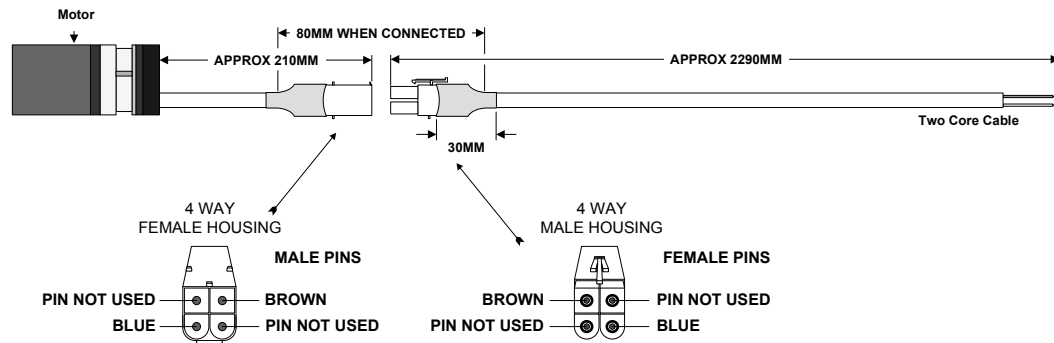 Motor
80MM WHEN CONNECTED
APPROX 210MM
APPROX 2290MM
Two Core Cable
30MM
4 WAY
FEMALE HOUSING
MALE PINS
PIN NOT USED
BROWN
BLUE
PIN NOT USED
4 WAY
MALE HOUSING
FEMALE PINS
BROWN
PIN NOT USED
PIN NOT USED
BLUE